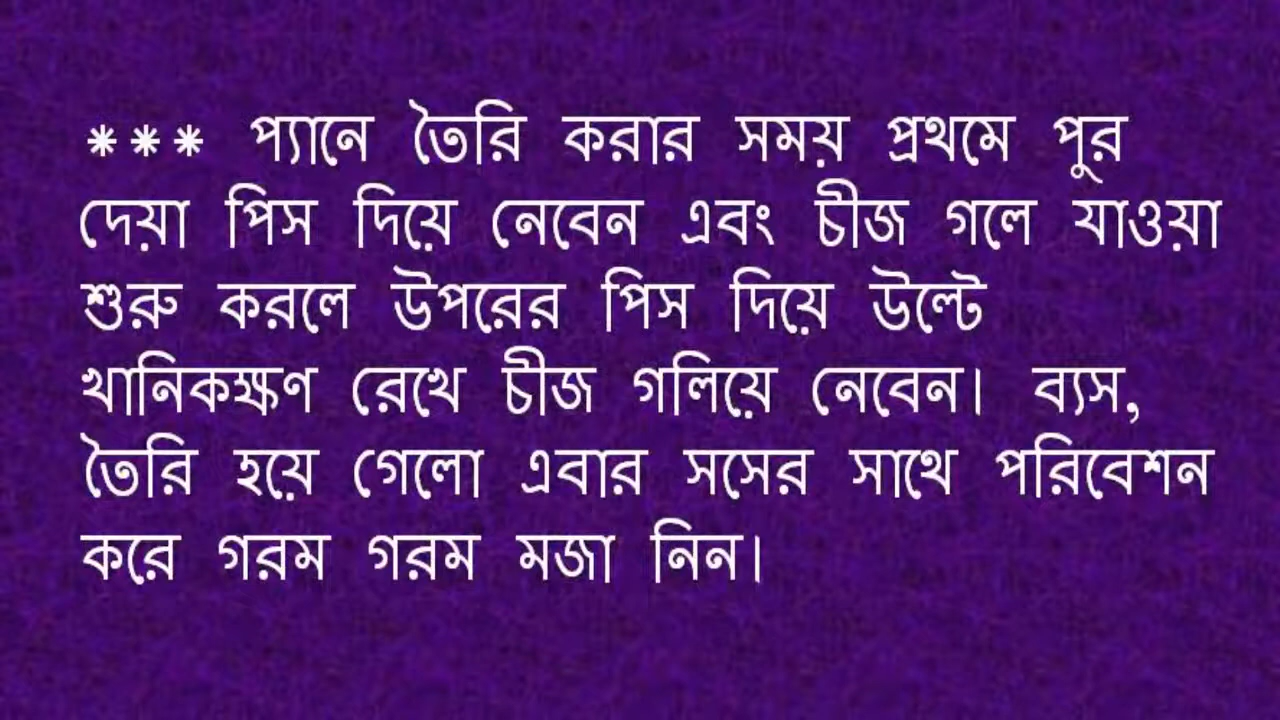 *** প্যানে তৈরি করার সময় প্রথমে পুর
দেয়া পিস দিয়ে নেবেন এবং চীজ গলে যাওয়া
শুরু করলে উপরের পিস দিয়ে উল্টে
খানিকক্ষণ রেখে চীজ গলিয়ে নেবেন। ব্যস,
তৈরি হয়ে গেলো এবার সসের সাথে পরিবেশন
করে গরম গরম মজা নিন।